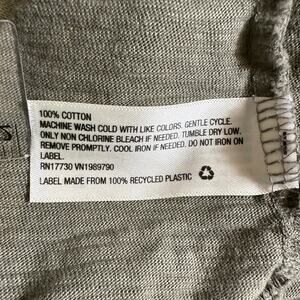 100% COTTON
MACHINE WASH COLD WITH LIKE COLORS. GENTLE CYCLE.
ONLY NON CHLORINE BLEACH IF NEEDED. TUMBLE DRY LOW.
REMOVE PROMPTLY. COOL IRON IF NEEDED. DO NOT IRON ON
LABEL.
RN17730 VN1989790
LABEL MADE FROM 100% RECYCLED PLASTIC